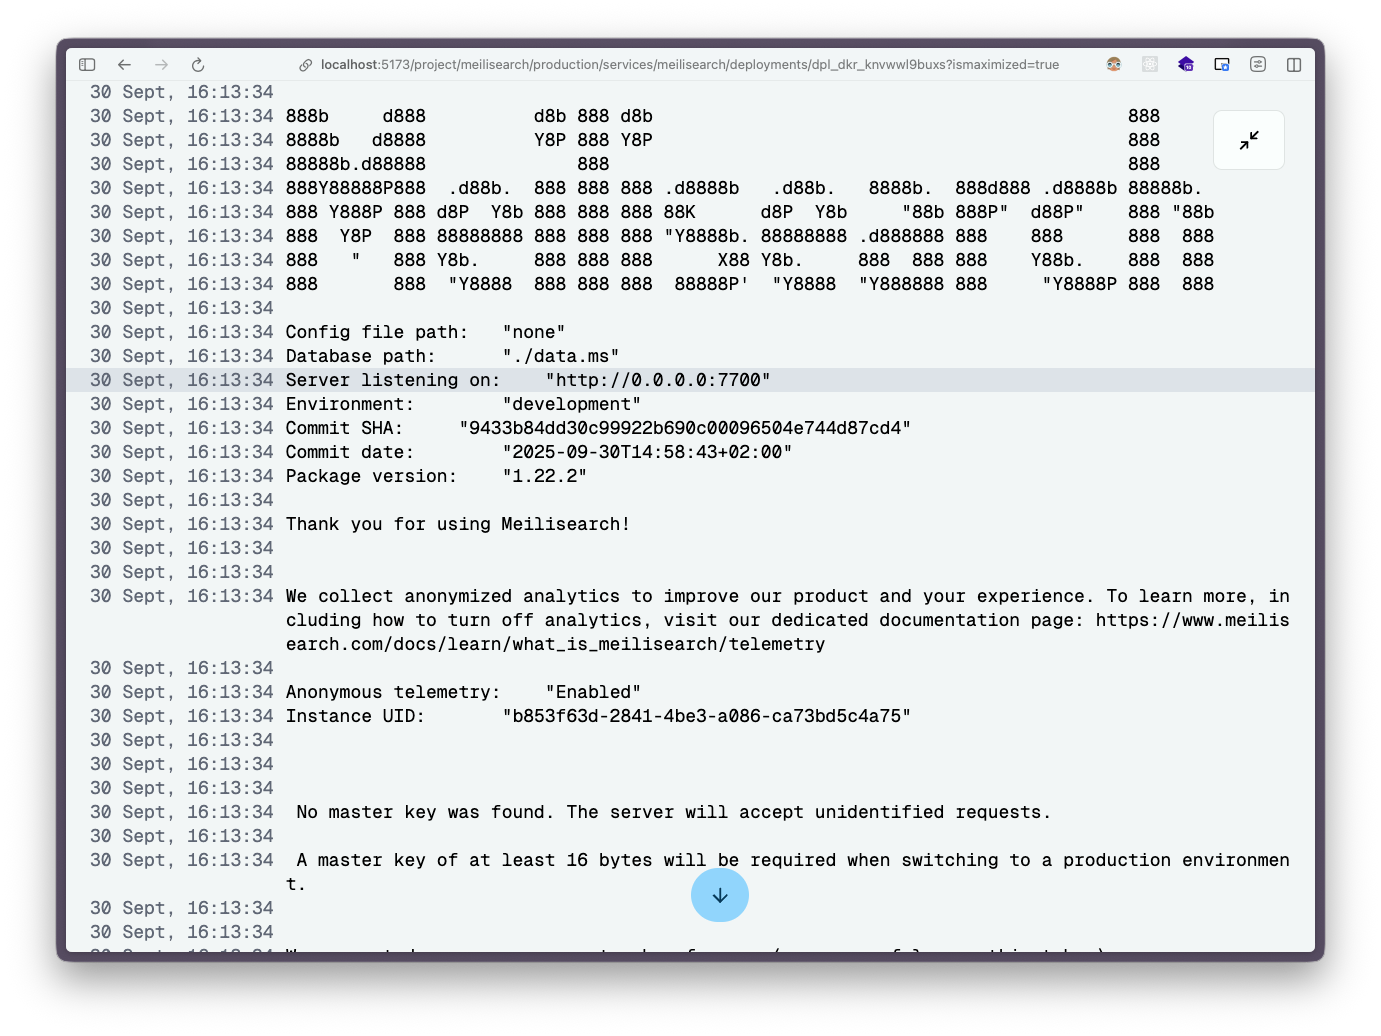 localhost:5173/project/meilisearch/production/services/meilisearch/deployments/dpl_dkr_knvwwl9buxs?ismaximized=true
30 Sept, 16:13:34
30 Sept, 16:13:34 888b     d888          d8b 888 d8b                                            888
30 Sept, 16:13:34 8888b   d8888          Y8P 888 Y8P                                            888
30 Sept, 16:13:34 88888b.d88888              888                                                888
30 Sept, 16:13:34 888Y88888P888  .d88b.  888 888 888 .d8888b   .d88b.   8888b.  888d888 .d8888b 88888b.
30 Sept, 16:13:34 888 Y888P 888 d8P  Y8b 888 888 888 88K      d8P  Y8b     "88b 888P"  d88P"    888 "88b
30 Sept, 16:13:34 888  Y8P  888 88888888 888 888 888 "Y8888b. 88888888 .d888888 888    888      888  888
30 Sept, 16:13:34 888   "   888 Y8b.     888 888 888      X88 Y8b.     888  888 888    Y88b.    888  888
30 Sept, 16:13:34 888       888  "Y8888  888 888 888  88888P'  "Y8888  "Y888888 888     "Y8888P 888  888
30 Sept, 16:13:34
30 Sept, 16:13:34 Config file path:   "none"
30 Sept, 16:13:34 Database path:      "./data.ms"
30 Sept, 16:13:34 Server listening on:    "http://0.0.0.0:7700"
30 Sept, 16:13:34 Environment:        "development"
30 Sept, 16:13:34 Commit SHA:     "9433b84dd30c99922b690c00096504e744d87cd4"
30 Sept, 16:13:34 Commit date:        "2025-09-30T14:58:43+02:00"
30 Sept, 16:13:34 Package version:    "1.22.2"
30 Sept, 16:13:34
30 Sept, 16:13:34 Thank you for using Meilisearch!
30 Sept, 16:13:34
30 Sept, 16:13:34
30 Sept, 16:13:34 We collect anonymized analytics to improve our product and your experience. To learn more, in
cluding how to turn off analytics, visit our dedicated documentation page: https://www.meilis
earch.com/docs/learn/what_is_meilisearch/telemetry
30 Sept, 16:13:34
30 Sept, 16:13:34 Anonymous telemetry:    "Enabled"
30 Sept, 16:13:34 Instance UID:       "b853f63d-2841-4be3-a086-ca73bd5c4a75"
30 Sept, 16:13:34
30 Sept, 16:13:34
30 Sept, 16:13:34
30 Sept, 16:13:34  No master key was found. The server will accept unidentified requests.
30 Sept, 16:13:34
30 Sept, 16:13:34  A master key of at least 16 bytes will be required when switching to a production environmen
t.
30 Sept, 16:13:34
30 Sept, 16:13:34